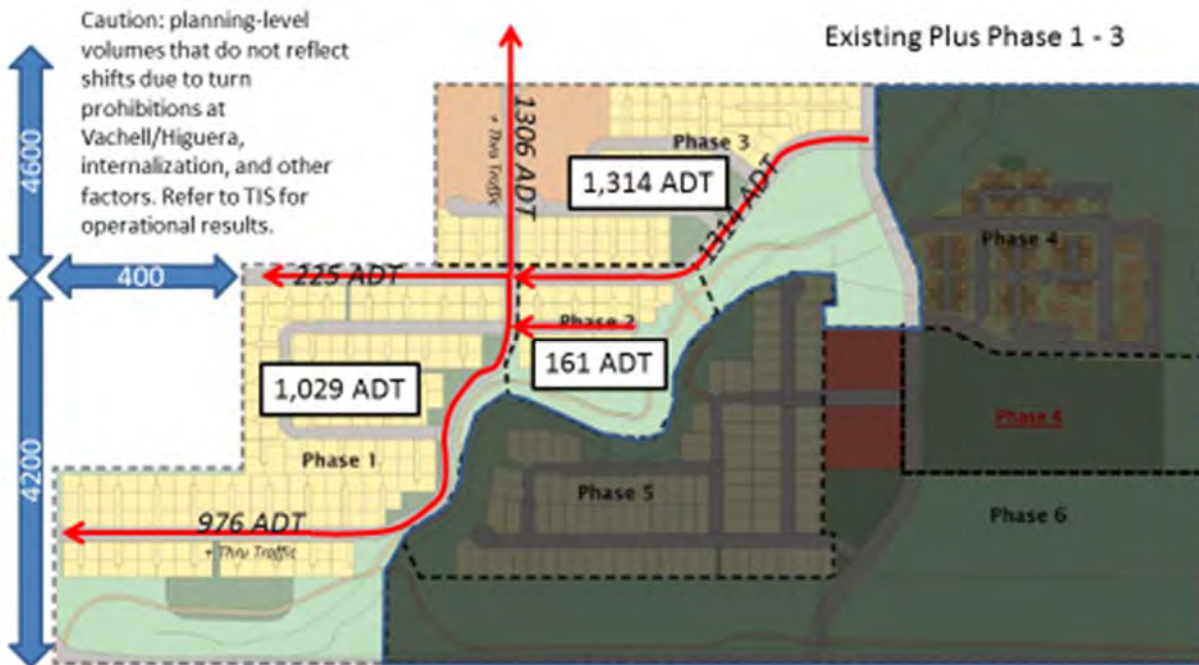 Caution: planning-level
volumes that do not reflect
shifts due to turn
prohibitions at
Vachell/Higuera,
internalization, and other
factors. Refer to TIS for
operational results.
Existing Plus Phase 1 - 3
4600
400
4200
1306 ADT
+ Thru Traffic
Phase 3
1,314 ADT
1314 ADT
Phase 4
225 ADT
Phase 2
161 ADT
1,029 ADT
Phase 1
Phase 4
Phase 5
Phase 6
976 ADT
+ Thru Traffic